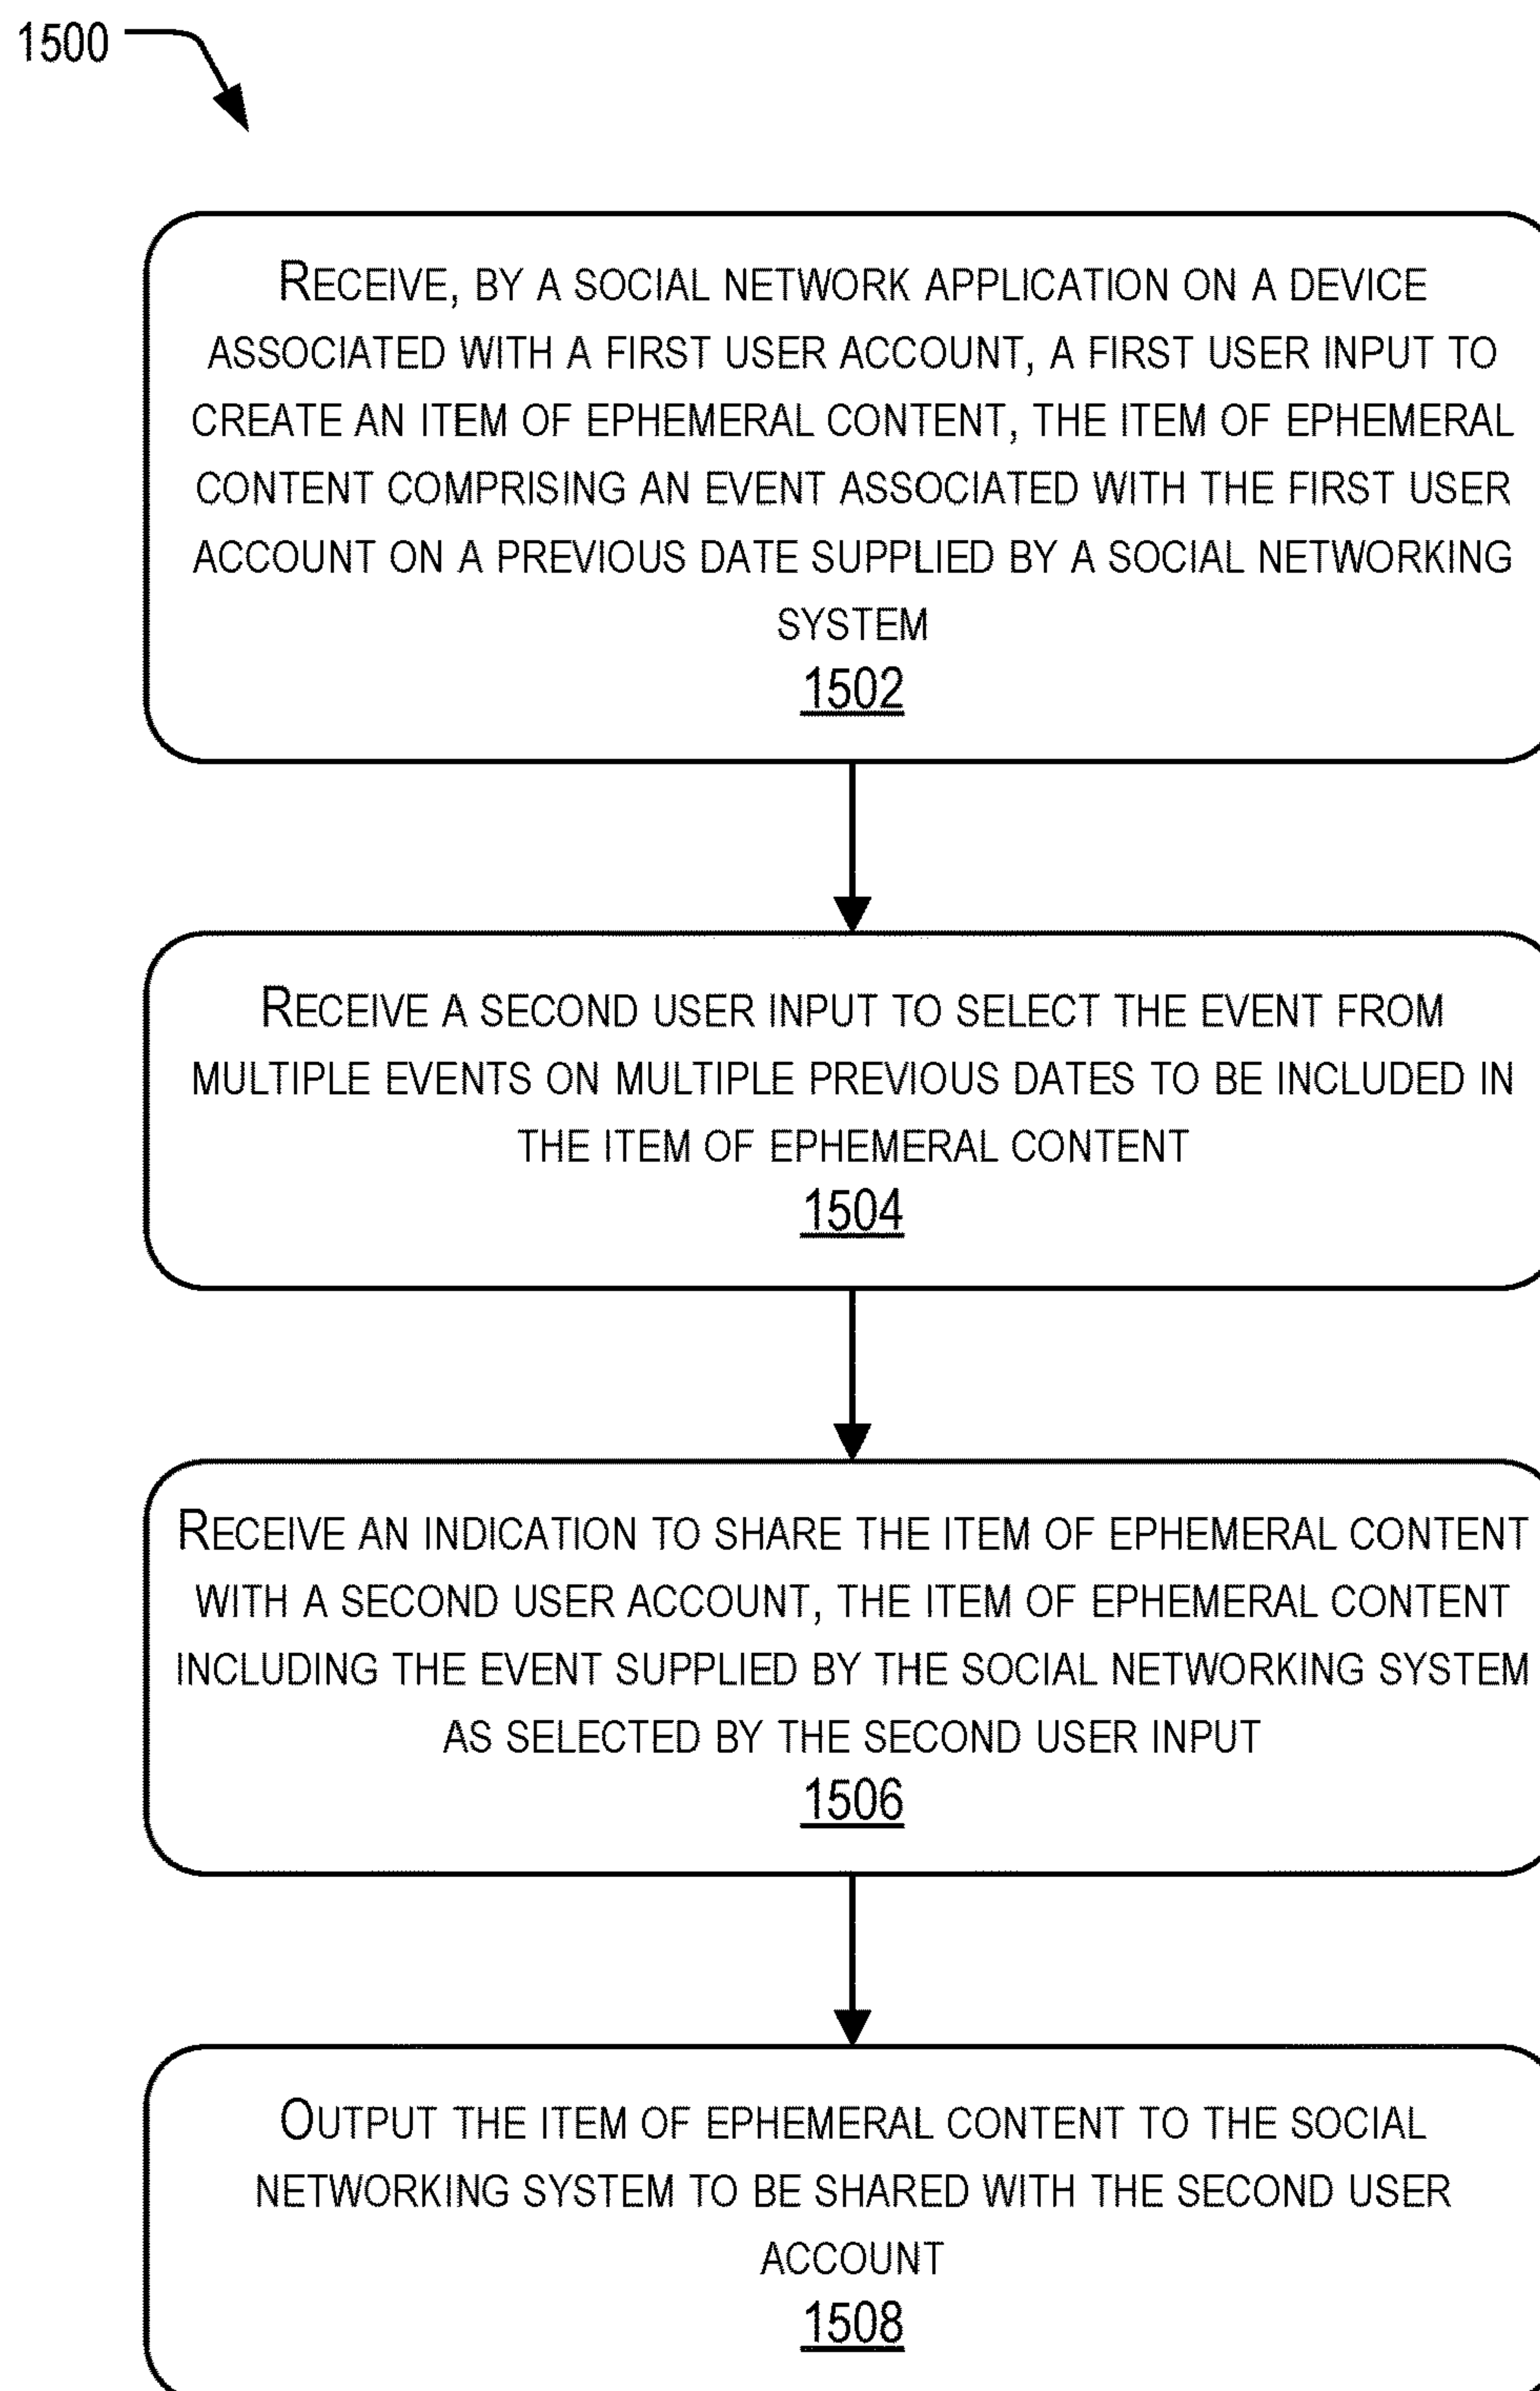 1500
RECEIVE, BY A SOCIAL NETWORK APPLICATION ON A DEVICE
ASSOCIATED WITH A FIRST USER ACCOUNT, A FIRST USER INPUT TO
CREATE AN ITEM OF EPHEMERAL CONTENT, THE ITEM OF EPHEMERAL
CONTENT COMPRISING AN EVENT ASSOCIATED WITH THE FIRST USER
ACCOUNT ON A PREVIOUS DATE SUPPLIED BY A SOCIAL NETWORKING
SYSTEM
1502
RECEIVE A SECOND USER INPUT TO SELECT THE EVENT FROM
MULTIPLE EVENTS ON MULTIPLE PREVIOUS DATES TO BE INCLUDED IN
THE ITEM OF EPHEMERAL CONTENT
1504
RECEIVE AN INDICATION TO SHARE THE ITEM OF EPHEMERAL CONTENT
WITH A SECOND USER ACCOUNT, THE ITEM OF EPHEMERAL CONTENT
INCLUDING THE EVENT SUPPLIED BY THE SOCIAL NETWORKING SYSTEM
AS SELECTED BY THE SECOND USER INPUT
1506
OUTPUT THE ITEM OF EPHEMERAL CONTENT TO THE SOCIAL
NETWORKING SYSTEM TO BE SHARED WITH THE SECOND USER
ACCOUNT
1508